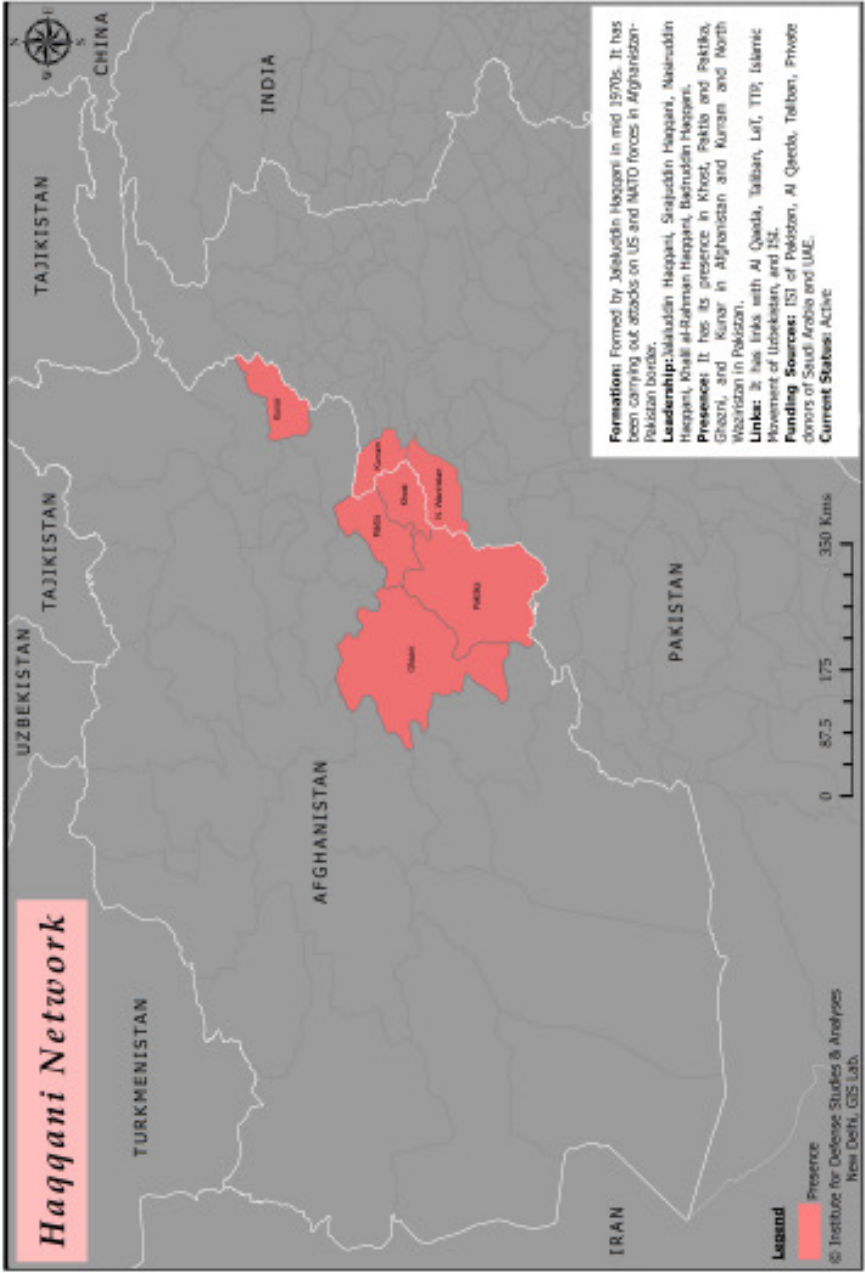 Haqqani Network
N
W
E
S
UZBEKISTAN
TAJIKISTAN
TAJIKISTAN
CHINA
TURKMENISTAN
INDIA
AFGHANISTAN
Kunar
Ghazni
Paktia
Kurram
Khost
N. Waziristan
Paktika
IRAN
PAKISTAN
Formation: Formed by Jalaluddin Haqqani in mid 1970s. It has
been carrying out attacks on US and NATO forces in Afghanistan-
Pakistan border.
Leadership:Jalaluddin Haqqani, Sirajuddin Haqqani, Nasiruddin
Haqqani, Khalil al-Rahman Haqqani, Badruddin Haqqani.
Presence: It has its presence in Khost, Paktia and Paktika,
Ghazni, and Kunar in Afghanistan and Kurram and North
Waziristan in Pakistan.
Links: It has links with Al Qaeda, Taliban, LeT, TTP, Islamic
Movement of Uzbekistan, and ISI.
Funding Sources: ISI of Pakistan, Al Qaeda, Taliban, Private
donors of Saudi Arabia and UAE.
Current Status: Active
Legend
Presence
0 87.5 175 350 Kms
© Institute for Defense Studies & Analyses
New Delhi, GIS Lab.